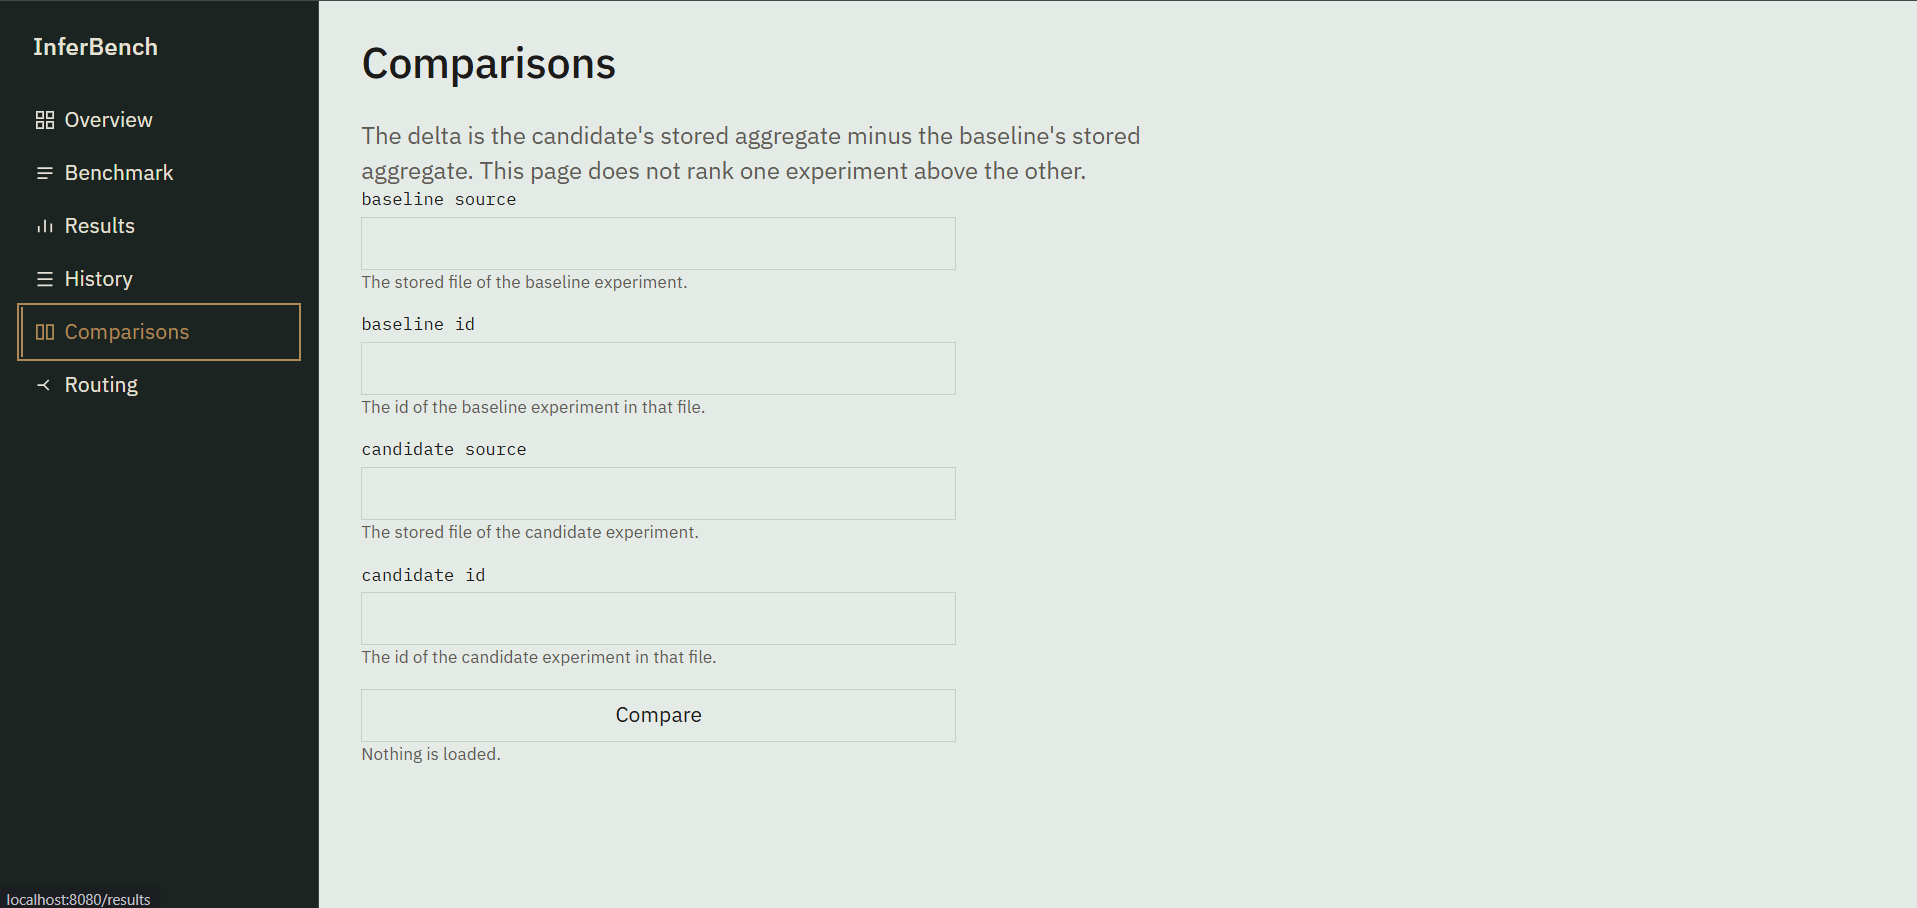 InferBench
Overview
Benchmark
Results
History
Comparisons
Routing
Comparisons
The delta is the candidate's stored aggregate minus the baseline's stored
aggregate. This page does not rank one experiment above the other.
baseline source
The stored file of the baseline experiment.
baseline id
The id of the baseline experiment in that file.
candidate source
The stored file of the candidate experiment.
candidate id
The id of the candidate experiment in that file.
Compare
Nothing is loaded.
localhost:8080/results